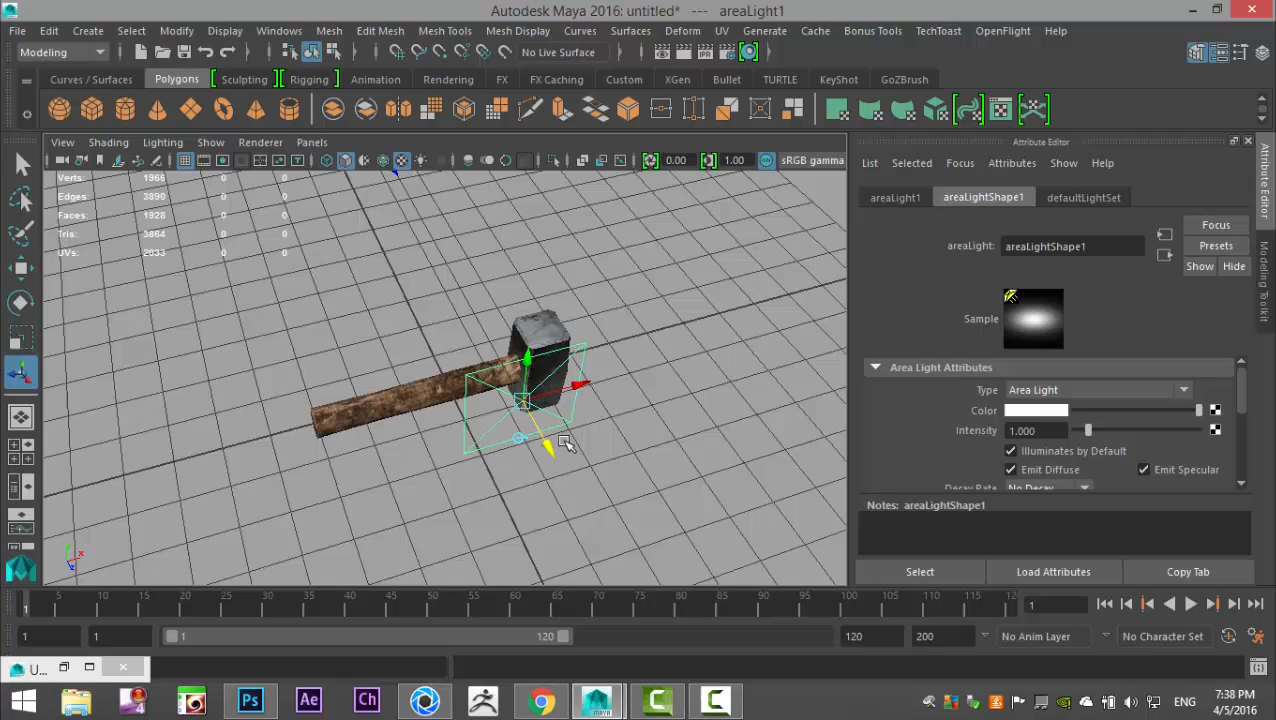 Autodesk Maya 2016: untitled* --- areaLight1
File Edit Create Select Modify Display Windows Mesh Edit Mesh Mesh Tools Mesh Display Curves Surfaces Deform UV Generate Cache Bonus Tools TechToast OpenFlight Help
Modeling No Live Surface
Curves / Surfaces Polygons Sculpting Rigging Animation Rendering FX FX Caching Custom XGen Bullet TURTLE KeyShot GoZBrush
View Shading Lighting Show Renderer Panels
0.00 1.00 sRGB gamma
Verts: 1966 0 0
Edges: 3890 0 0
Faces: 1928 0 0
Tris: 3864 0 0
UVs: 2033 0 0
Attribute Editor
List Selected Focus Attributes Show Help
areaLight1 areaLightShape1 defaultLightSet
areaLight: areaLightShape1
Focus
Presets
Show Hide
Sample
Area Light Attributes
Type Area Light
Color
Intensity 1.000
Illuminates by Default
Emit Diffuse Emit Specular
Decay Rate No Decay
Notes: areaLightShape1
Select Load Attributes Copy Tab
Attribute Editor
Modeling Toolkit
5 10 15 20 25 30 35 40 45 50 55 60 65 70 75 80 85 90 95 100 105 110 115
1 1
1 1 1 120 120 200 No Anim Layer No Character Set
U...
Ps Ae Ch MAYA C C ENG
7:38 PM
4/5/2016